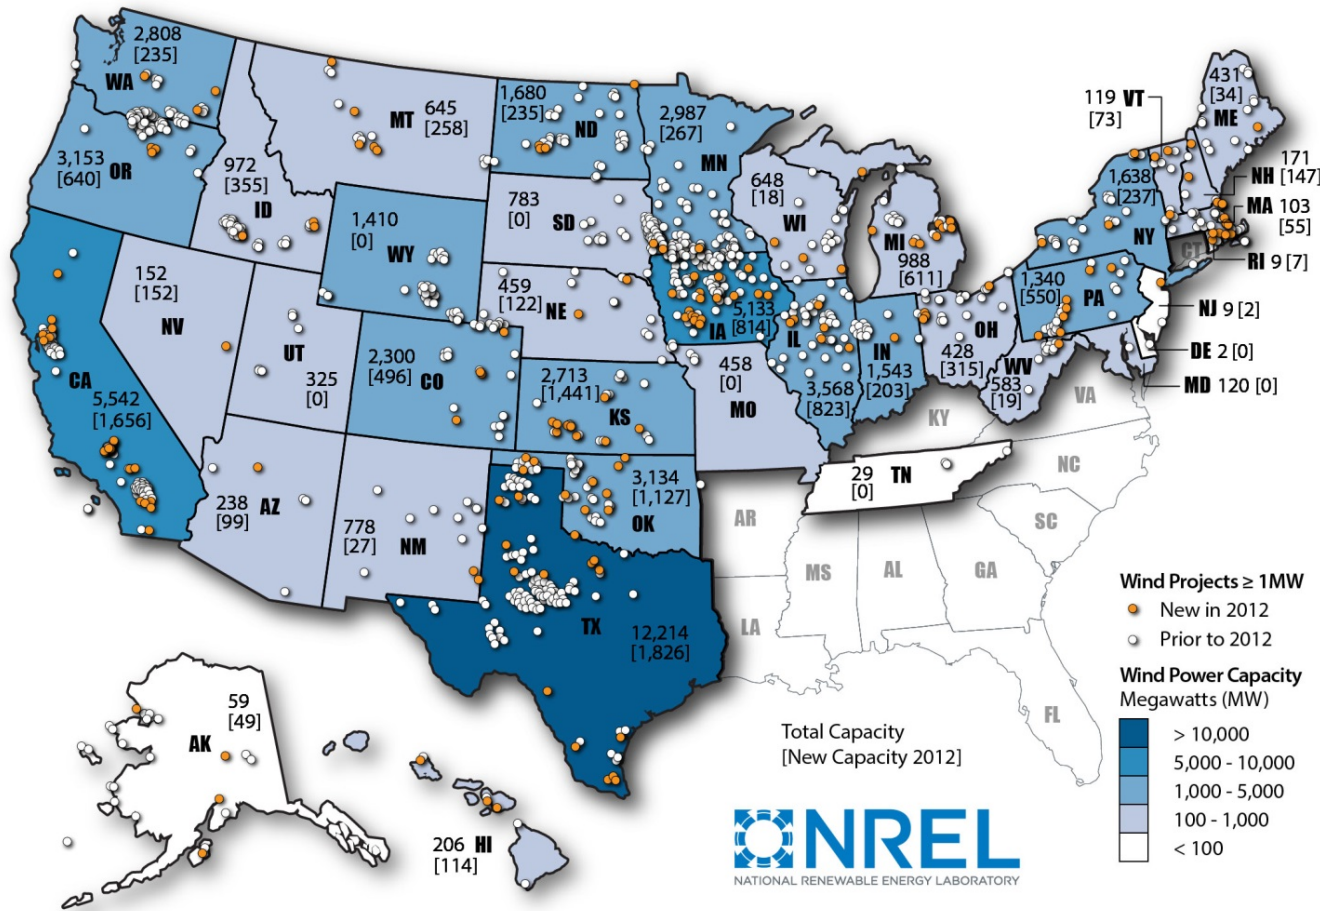 2,808
[235]
WA
3,153
[640]
OR
972
[355]
ID
MT
645
[258]
1,680
[235]
ND
2,987
[267]
MN
783
[0]
SD
1,410
[0]
WY
459
[122]
NE
152
[152]
NV
UT
325
[0]
2,300
[496]
CO
CA
5,542
[1,656]
238
[99]
AZ
778
[27]
NM
2,713
[1,441]
KS
3,134
[1,127]
OK
TX
12,214
[1,826]
5,133
IA [814]
458
[0]
MO
648
[18]
WI
IL
3,568
[823]
IN
1,543
[203]
MI
988
[611]
OH
428
[315]
WV
583
[19]
1,340
[550]
PA
1,638
[237]
NY
119 VT
[73]
431
[34]
ME
171
NH [147]
MA 103
[55]
CT
RI 9 [7]
NJ 9 [2]
DE 2 [0]
MD 120 [0]
KY
VA
29
[0]
TN
NC
AR
SC
MS
AL
GA
LA
FL
59
[49]
AK
206 HI
[114]
Wind Projects ≥ 1MW
New in 2012
Prior to 2012
Wind Power Capacity
Megawatts (MW)
> 10,000
5,000 - 10,000
1,000 - 5,000
100 - 1,000
< 100
Total Capacity
[New Capacity 2012]
NREL
NATIONAL RENEWABLE ENERGY LABORATORY